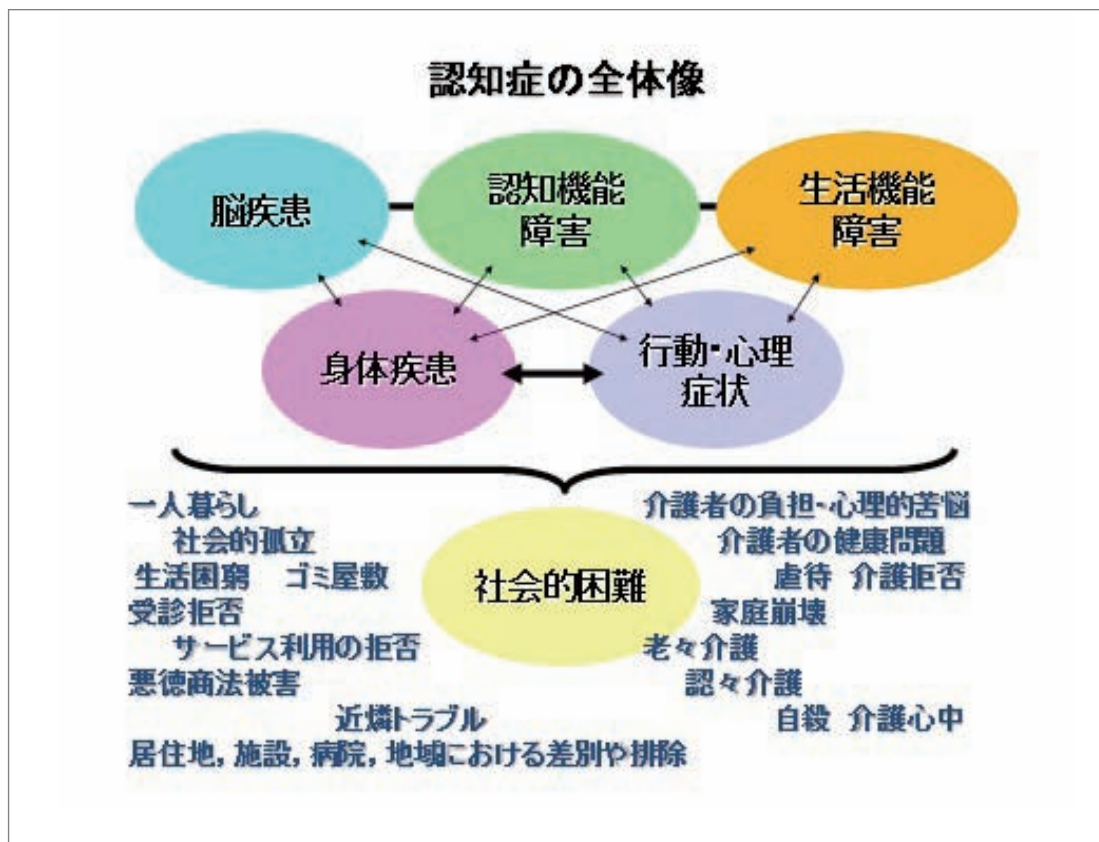 認知症の全体像
脳疾患
認知機能
障害
生活機能
障害
身体疾患
行動・心理
症状
一人暮らし
社会的孤立
生活困窮 ゴミ屋敷
受診拒否
サービス利用の拒否
悪徳商法被害
近燐トラブル
居住地, 施設, 病院, 地域における差別や排除
社会的困難
介護者の負担・心理的苦悩
介護者の健康問題
虐待 介護拒否
家庭崩壊
老々介護
認々介護
自殺 介護心中